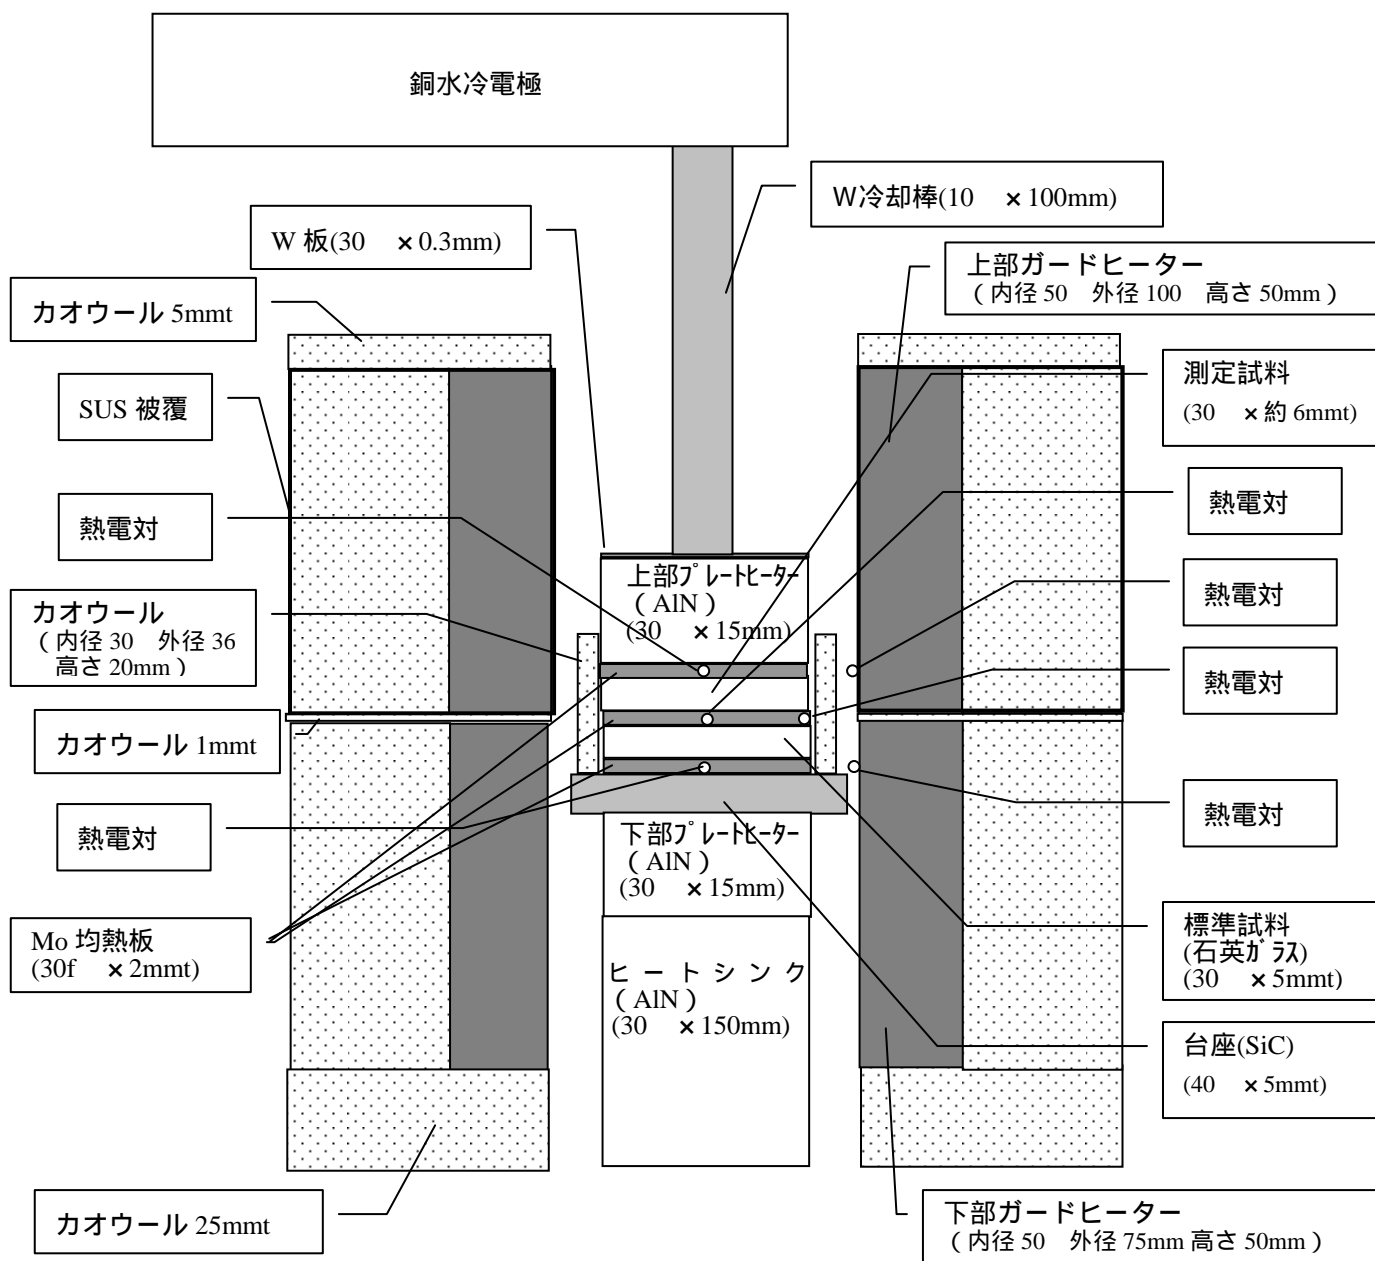 銅水冷電極
W冷却棒(10 ×100mm)
W 板(30 ×0.3mm)
上部ガードヒーター
(内径 50 外径 100 高さ 50mm)
カオウール 5mmt
測定試料
(30 ×約 6mmt)
SUS 被覆
熱電対
熱電対
上部プレートヒーター
(AlN)
(30 ×15mm)
熱電対
カオウール
(内径 30 外径 36
高さ 20mm)
熱電対
カオウール 1mmt
熱電対
熱電対
下部プレートヒーター
(AlN)
(30 ×15mm)
Mo 均熱板
(30f ×2mmt)
標準試料
(石英ガラス)
(30 ×5mmt)
ヒートシンク
(AlN)
(30 ×150mm)
台座(SiC)
(40 ×5mmt)
カオウール 25mmt
下部ガードヒーター
(内径 50 外径 75mm 高さ 50mm)